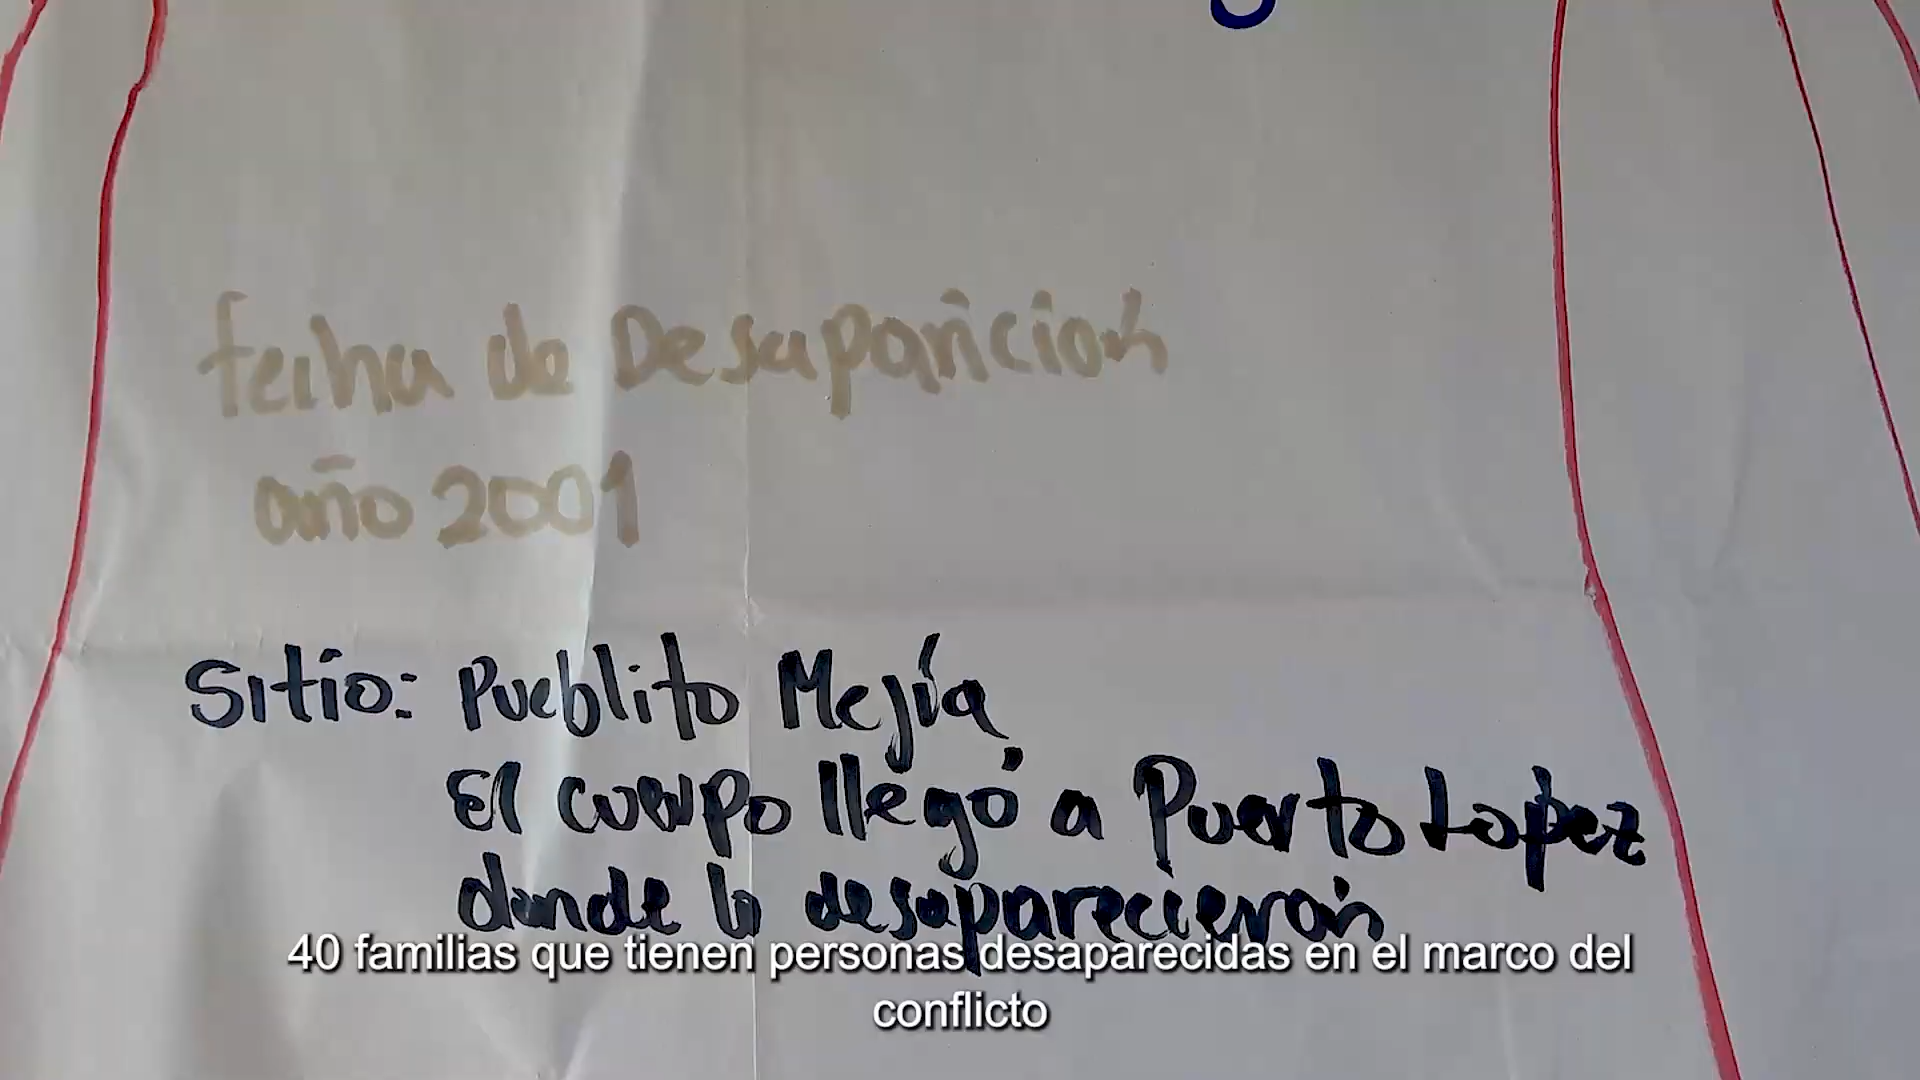 fecha de Desaparición
año 2001
Sitio: Pueblito Mejía
El cuerpo llegó a Puerto Lopez
donde lo desaparecierón
40 familias que tienen personas desaparecidas en el marco del
conflicto